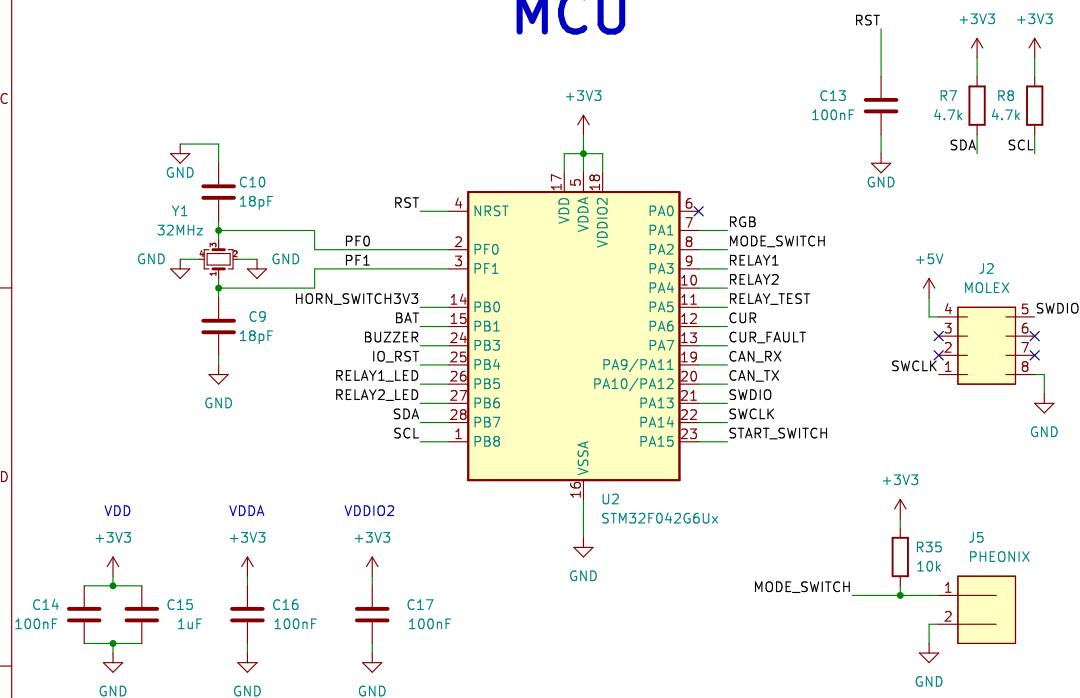 MCU
C
D
RST
C13
100nF
GND
+3V3
R7
4.7k
SDA
+3V3
R8
4.7k
SCL
GND
C10
18pF
Y1
32MHz
3
4
2
1
GND
GND
C9
18pF
GND
PF0
PF1
+3V3
17
5
18
VDD
VDDA
VDDIO2
RST 4 NRST
PF0 2 PF0
PF1 3 PF1
HORN_SWITCH3V3 14 PB0
BAT 15 PB1
BUZZER 24 PB3
IO_RST 25 PB4
RELAY1_LED 26 PB5
RELAY2_LED 27 PB6
SDA 28 PB7
SCL 1 PB8
PA0 6
PA1 7 RGB
PA2 8 MODE_SWITCH
PA3 9 RELAY1
PA4 10 RELAY2
PA5 11 RELAY_TEST
PA6 12 CUR
PA7 13 CUR_FAULT
PA9/PA11 19 CAN_RX
PA10/PA12 20 CAN_TX
PA13 21 SWDIO
PA14 22 SWCLK
PA15 23 START_SWITCH
VSSA
16
U2
STM32F042G6Ux
GND
+5V
J2
MOLEX
4 5 SWDIO
3 6
2 7
SWCLK 1 8
GND
VDD
+3V3
C14
100nF
C15
1uF
GND
VDDA
+3V3
C16
100nF
GND
VDDIO2
+3V3
C17
100nF
GND
+3V3
R35
10k
J5
PHEONIX
MODE_SWITCH 1
2
GND